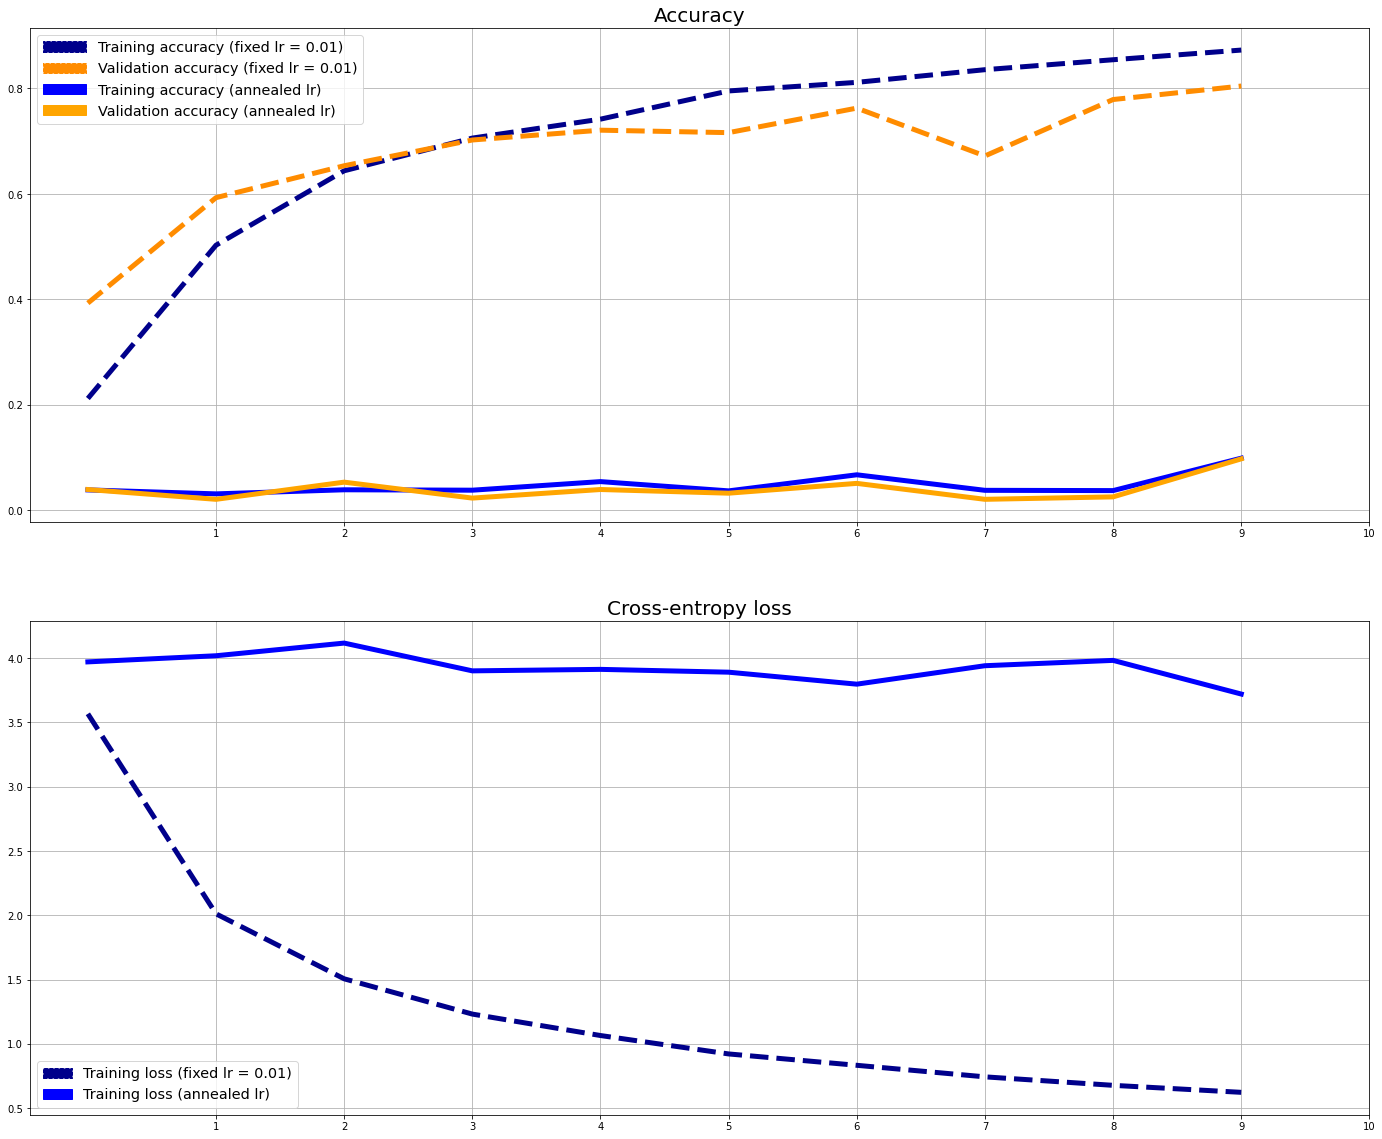 Accuracy
Training accuracy (fixed lr = 0.01)
Validation accuracy (fixed lr = 0.01)
Training accuracy (annealed lr)
Validation accuracy (annealed lr)
0.8
0.6
0.4
0.2
0.0
1 2 3 4 5 6 7 8 9 10
Cross-entropy loss
4.0
3.5
3.0
2.5
2.0
1.5
1.0
0.5
Training loss (fixed lr = 0.01)
Training loss (annealed lr)
1 2 3 4 5 6 7 8 9 10